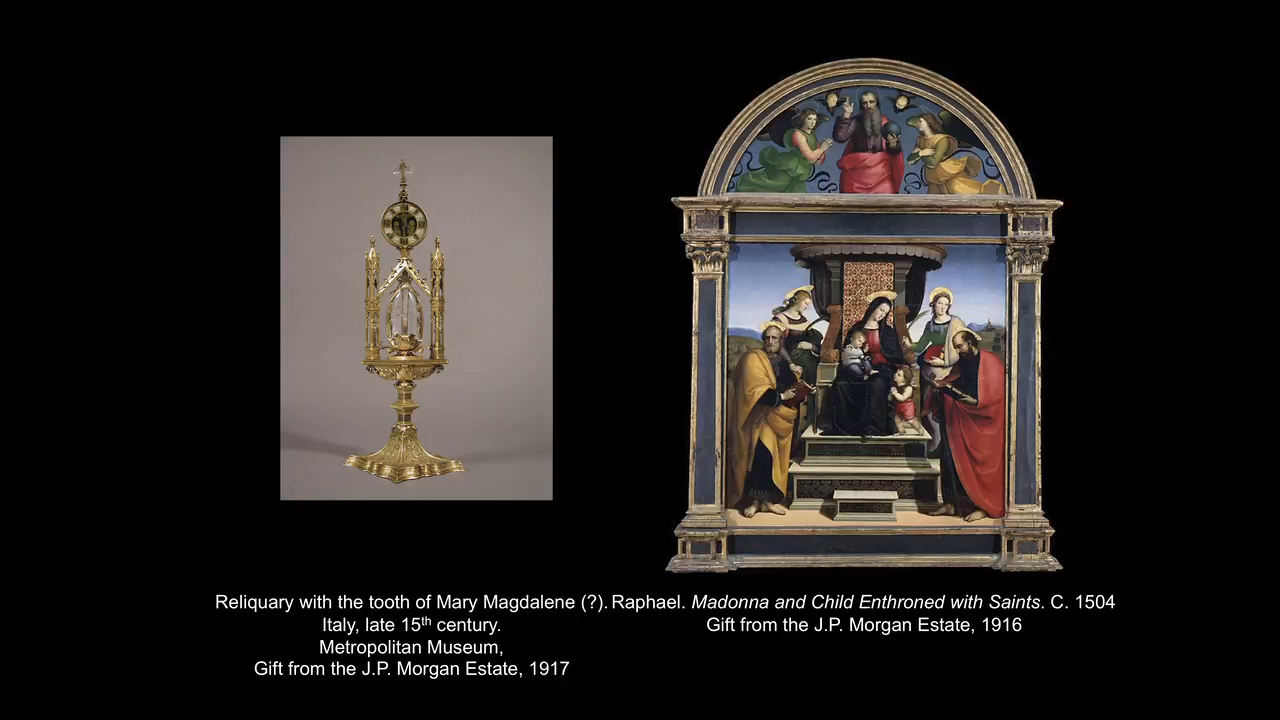 Reliquary with the tooth of Mary Magdalene (?).
Italy, late 15th century.
Metropolitan Museum,
Gift from the J.P. Morgan Estate, 1917
Raphael. Madonna and Child Enthroned with Saints. C. 1504
Gift from the J.P. Morgan Estate, 1916